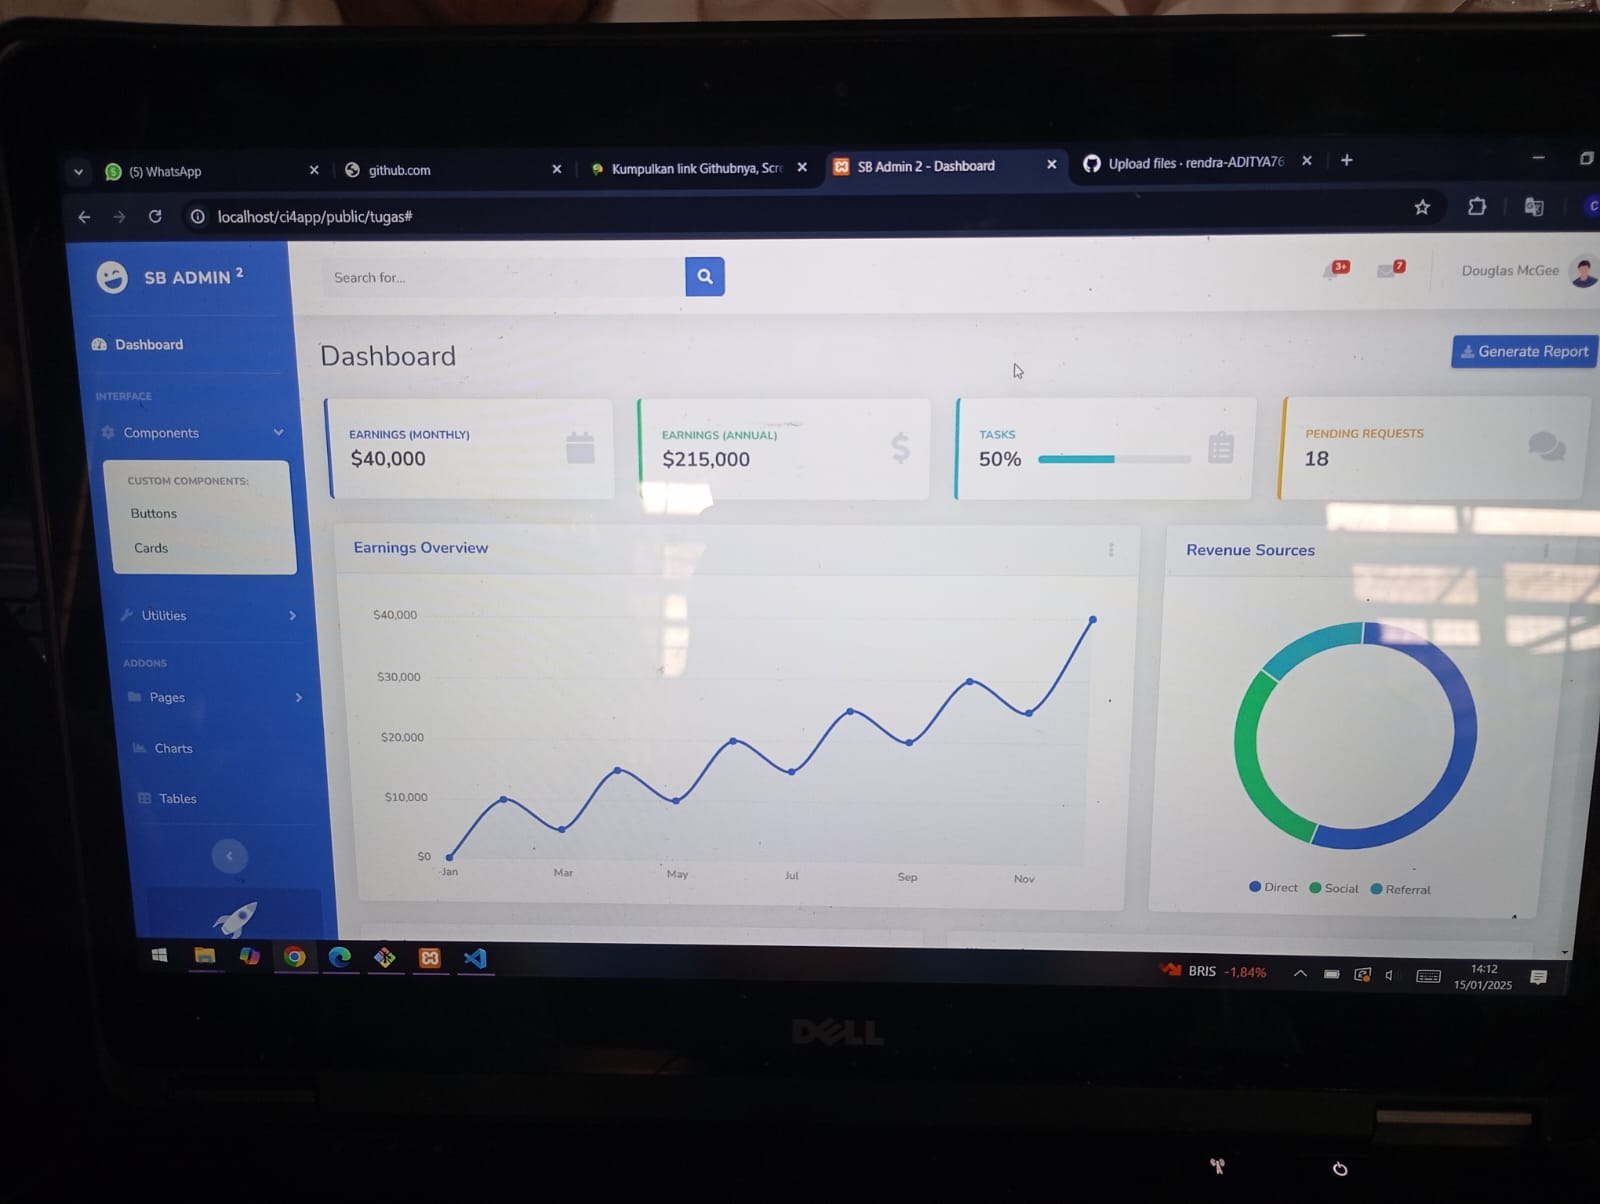 (5) WhatsApp
github.com
Kumpulkan link Githubnya, Scre
SB Admin 2 - Dashboard
Upload files · rendra-ADITYA76
localhost/ci4app/public/tugas#
C
SB ADMIN 2
Search for...
3+
7
Douglas McGee
Dashboard
INTERFACE
Components
CUSTOM COMPONENTS:
Buttons
Cards
Utilities
ADDONS
Pages
Charts
Tables
Dashboard
Generate Report
EARNINGS (MONTHLY)
$40,000
EARNINGS (ANNUAL)
$215,000
TASKS
50%
PENDING REQUESTS
18
Earnings Overview
$40,000
$30,000
$20,000
$10,000
$0
Jan
Mar
May
Jul
Sep
Nov
Revenue Sources
Direct
Social
Referral
BRIS -1,84%
14:12
15/01/2025
DELL